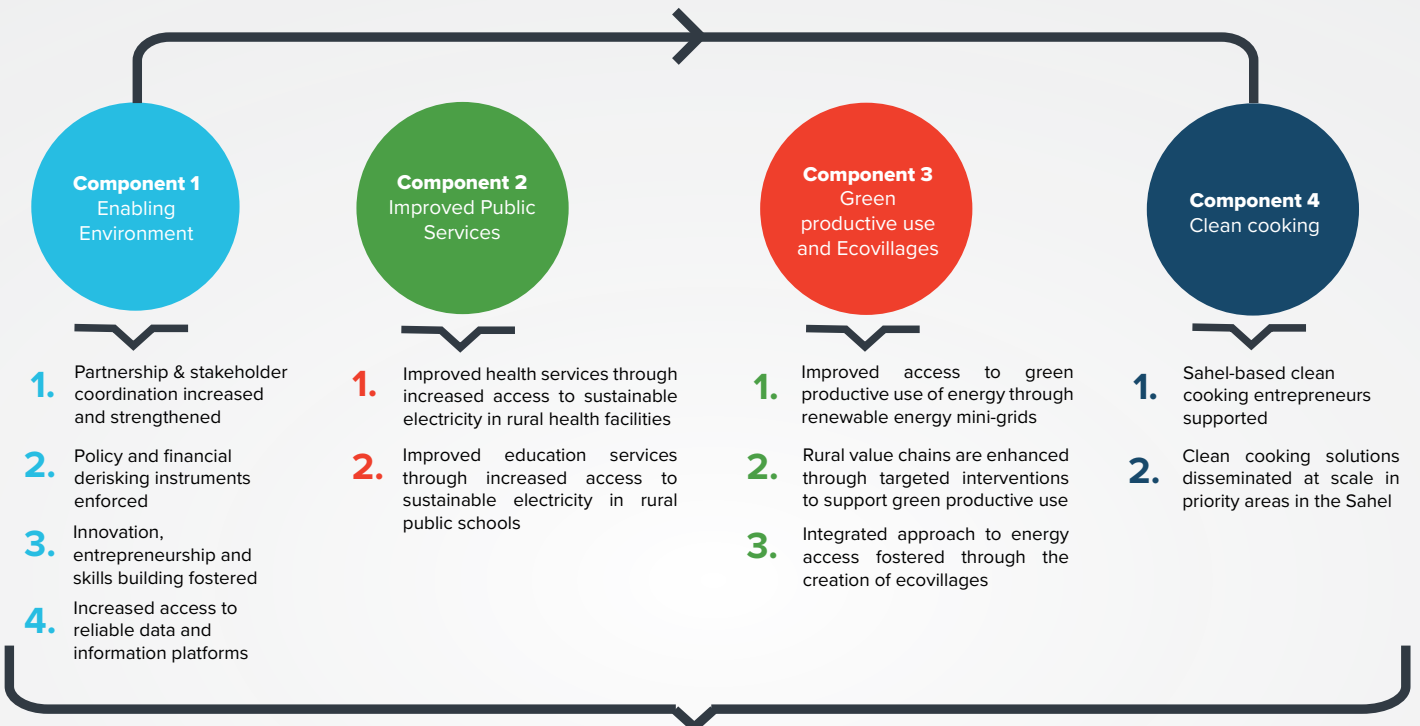 Component 1
Enabling
Environment
1.
Partnership & stakeholder
coordination increased
and strengthened
2.
Policy and financial
derisking instruments
enforced
3.
Innovation,
entrepreneurship and
skills building fostered
4.
Increased access to
reliable data and
information platforms
Component 2
Improved Public
Services
1.
Improved health services through
increased access to sustainable
electricity in rural health facilities
2.
Improved education services
through increased access to
sustainable electricity in rural
public schools
Component 3
Green
productive use
and Ecovillages
1.
Improved access to green
productive use of energy through
renewable energy mini-grids
2.
Rural value chains are enhanced
through targeted interventions
to support green productive use
3.
Integrated approach to energy
access fostered through the
creation of ecovillages
Component 4
Clean cooking
1.
Sahel-based clean
cooking entrepreneurs
supported
2.
Clean cooking solutions
disseminated at scale in
priority areas in the Sahel